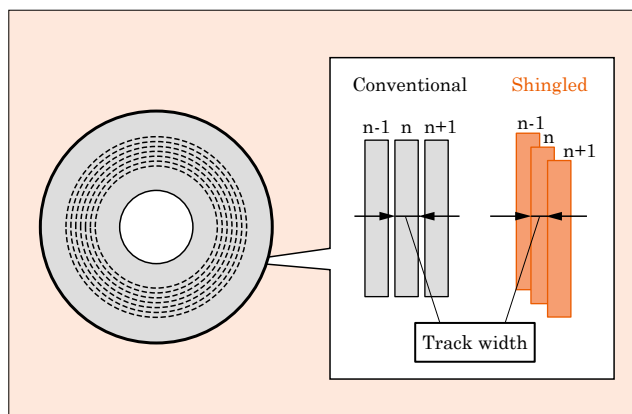 Conventional
Shingled
n-1 n n+1
n-1
n
n+1
Track width